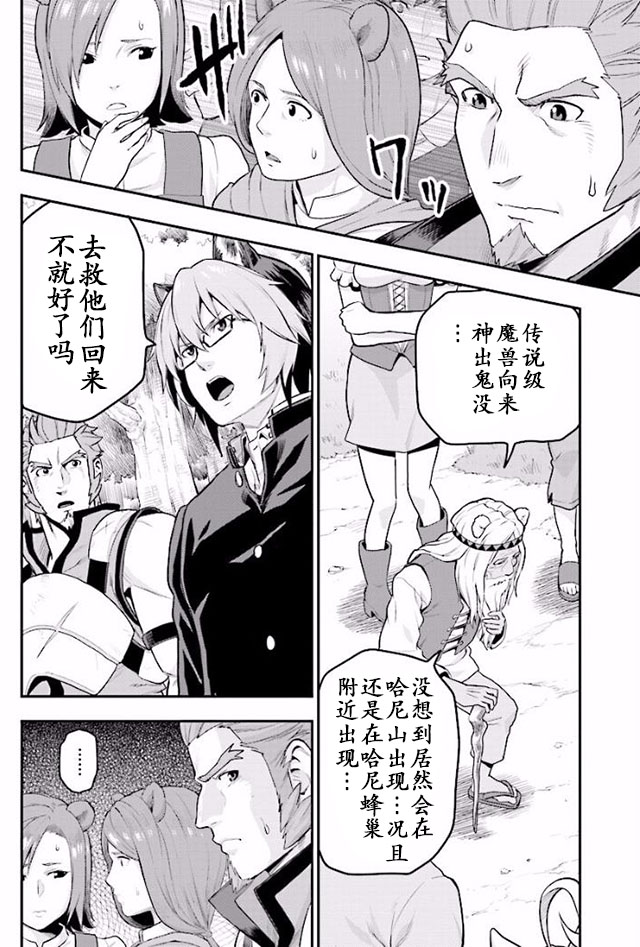 ザワ
ザワ
传说级
魔兽向来
神出鬼没
…
没想到居然会在
哈尼山出现…况且
还是在哈尼蜂巢
附近出现…
去救他们回来
不就好了吗
……